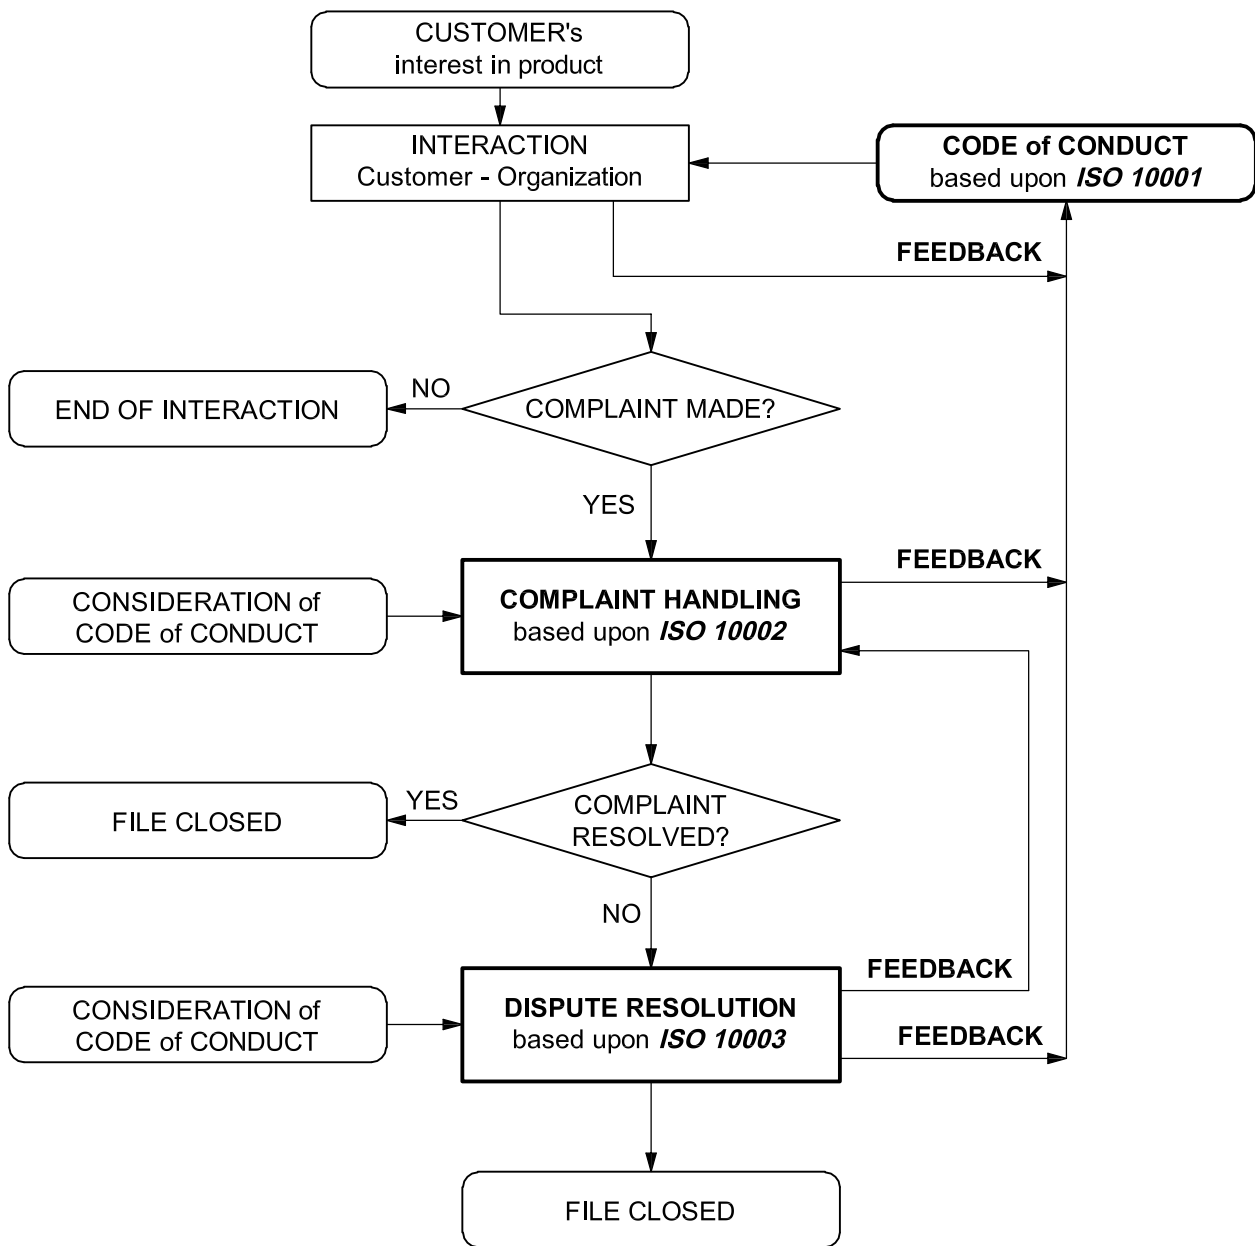 CUSTOMER's
interest in product
INTERACTION
Customer - Organization
CODE of CONDUCT
based upon ISO 10001
FEEDBACK
NO
END OF INTERACTION
COMPLAINT MADE?
YES
FEEDBACK
CONSIDERATION of
CODE of CONDUCT
COMPLAINT HANDLING
based upon ISO 10002
YES
FILE CLOSED
COMPLAINT
RESOLVED?
NO
FEEDBACK
CONSIDERATION of
CODE of CONDUCT
DISPUTE RESOLUTION
based upon ISO 10003
FEEDBACK
FILE CLOSED